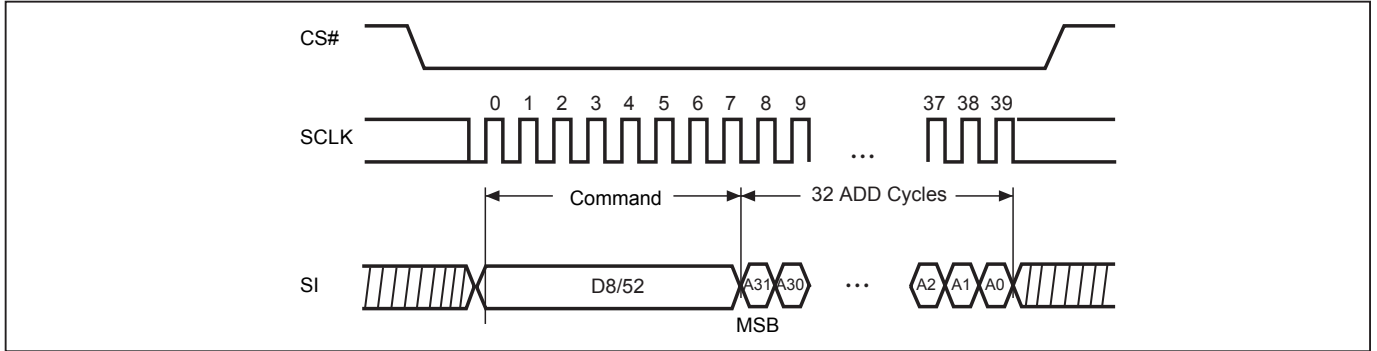 CS#
0 1 2 3 4 5 6 7 8 9 37 38 39
SCLK
...
Command 32 ADD Cycles
SI D8/52 A31 A30 ... A2 A1 A0
MSB